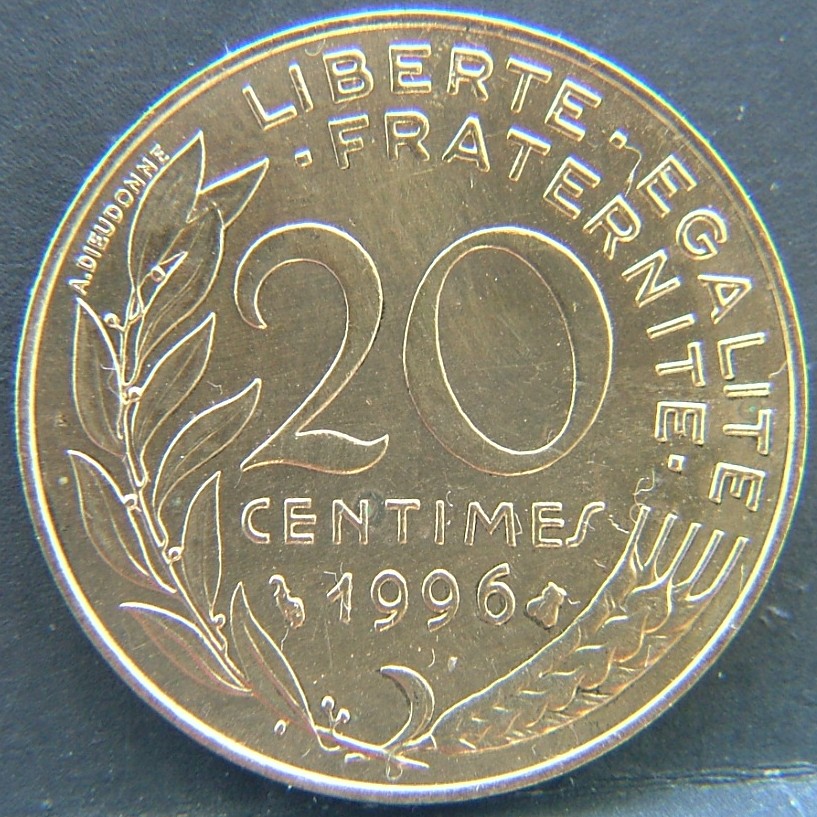 LIBERTE · EGALITE
· FRATERNITE ·
A.DIEUDONNE
20
CENTIMES
1996